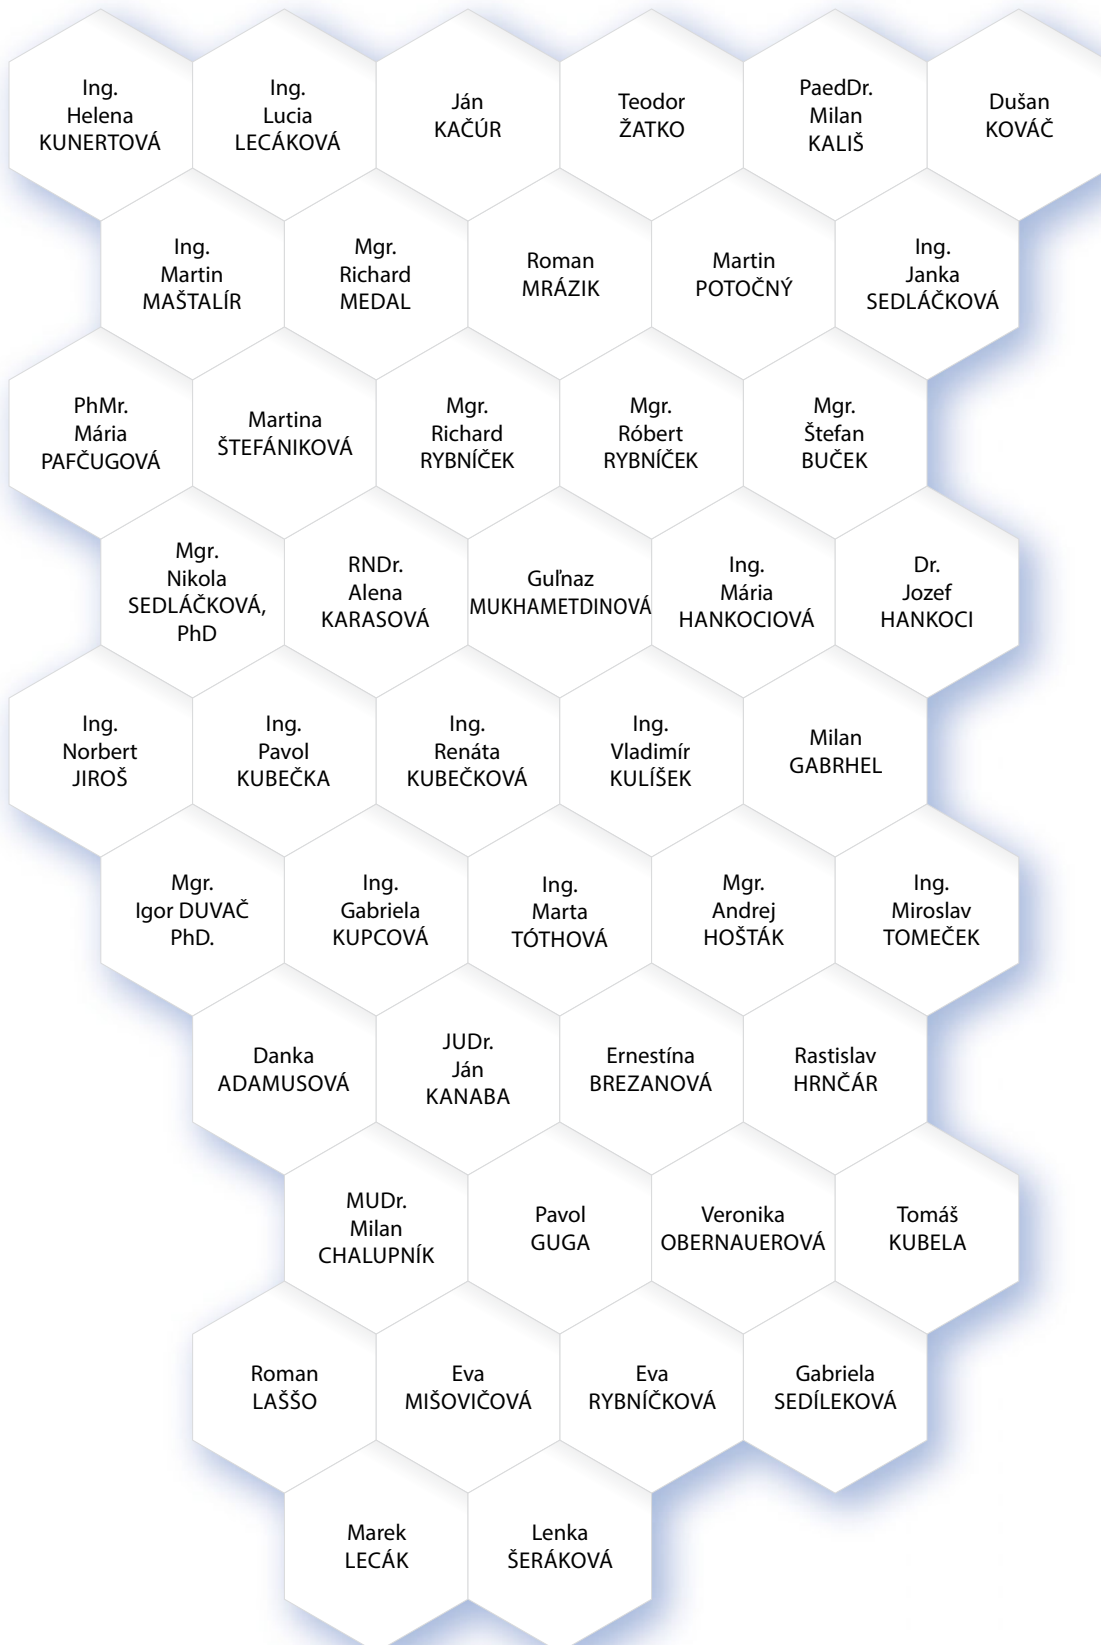 Ing.
Helena
KUNERTOVÁ
Ing.
Lucia
LECÁKOVÁ
Ján
KAČÚR
Teodor
ŽATKO
PaedDr.
Milan
KALIŠ
Dušan
KOVÁČ
Ing.
Martin
MAŠTALÍR
Mgr.
Richard
MEDAL
Roman
MRÁZIK
Martin
POTOČNÝ
Ing.
Janka
SEDLÁČKOVÁ
PhMr.
Mária
PAFČUGOVÁ
Martina
ŠTEFÁNIKOVÁ
Mgr.
Richard
RYBNÍČEK
Mgr.
Róbert
RYBNÍČEK
Mgr.
Štefan
BUČEK
Mgr.
Nikola
SEDLÁČKOVÁ,
PhD
RNDr.
Alena
KARASOVÁ
Guľnaz
MUKHAMETDINOVÁ
Ing.
Mária
HANKOCIOVÁ
Dr.
Jozef
HANKOCI
Ing.
Norbert
JIROŠ
Ing.
Pavol
KUBEČKA
Ing.
Renáta
KUBEČKOVÁ
Ing.
Vladimír
KULÍŠEK
Milan
GABRHEL
Mgr.
Igor DUVAČ
PhD.
Ing.
Gabriela
KUPCOVÁ
Ing.
Marta
TÓTHOVÁ
Mgr.
Andrej
HOŠTÁK
Ing.
Miroslav
TOMEČEK
Danka
ADAMUSOVÁ
JUDr.
Ján
KANABA
Ernestína
BREZANOVÁ
Rastislav
HRNČÁR
MUDr.
Milan
CHALUPNÍK
Pavol
GUGA
Veronika
OBERNAUEROVÁ
Tomáš
KUBELA
Roman
LAŠŠO
Eva
MIŠOVIČOVÁ
Eva
RYBNÍČKOVÁ
Gabriela
SEDÍLEKOVÁ
Marek
LECÁK
Lenka
ŠERÁKOVÁ